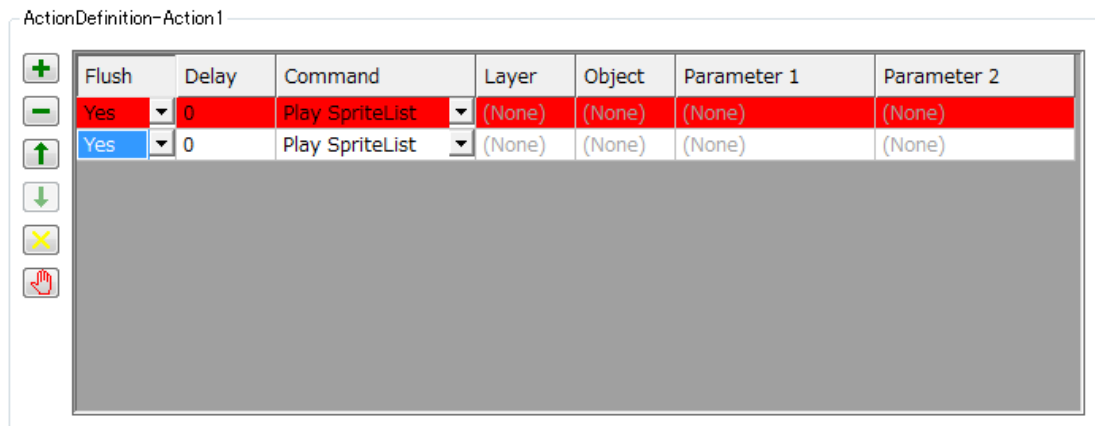 ActionDefinition-Action1
Flush Delay Command Layer Object Parameter 1 Parameter 2
Yes 0 Play SpriteList (None) (None) (None) (None)
Yes 0 Play SpriteList (None) (None) (None) (None)